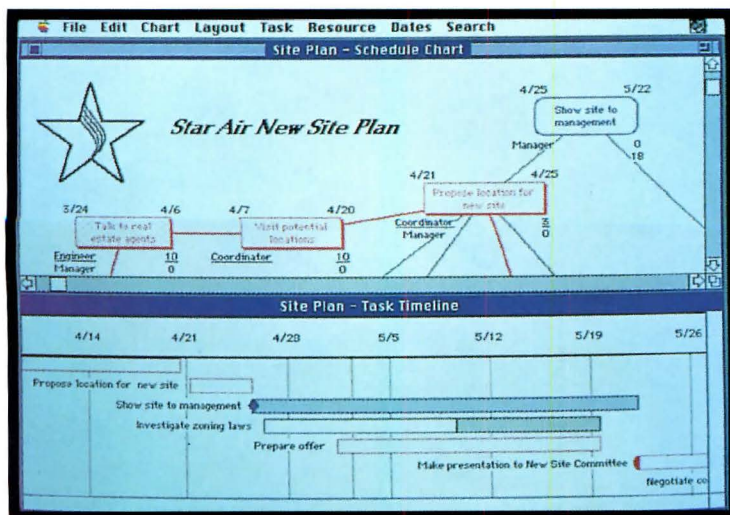 File Edit Chart Layout Task Resource Dates Search
Site Plan – Schedule Chart
Star Air New Site Plan
4/25 5/22
Show site to
management
Manager 0
18
4/21 4/25
Propose location for
new site
Coordinator 3
Manager 0
3/24 4/6
Talk to real
estate agents
Engineer 10
Manager 0
4/7 4/20
Visit potential
locations
Coordinator 10
0
Site Plan – Task Timeline
4/14 4/21 4/28 5/5 5/12 5/19 5/26
Propose location for new site
Show site to management
Investigate zoning laws
Prepare offer
Make presentation to New Site Committee
Negotiate co